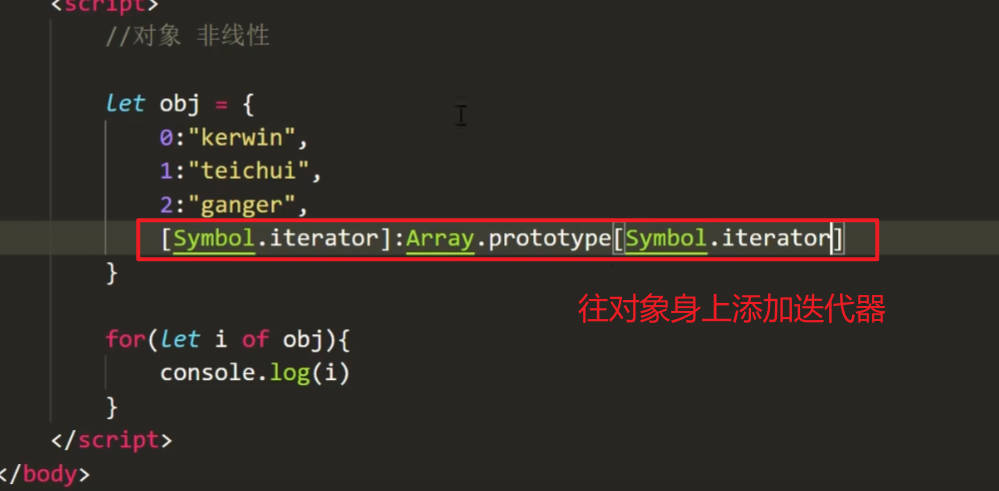 <script>
//对象 非线性
let obj = {
0:"kerwin",
1:"teichui",
2:"ganger",
[Symbol.iterator]:Array.prototype[Symbol.iterator]
}
往对象身上添加迭代器
for(let i of obj){
console.log(i)
}
</script>
</body>